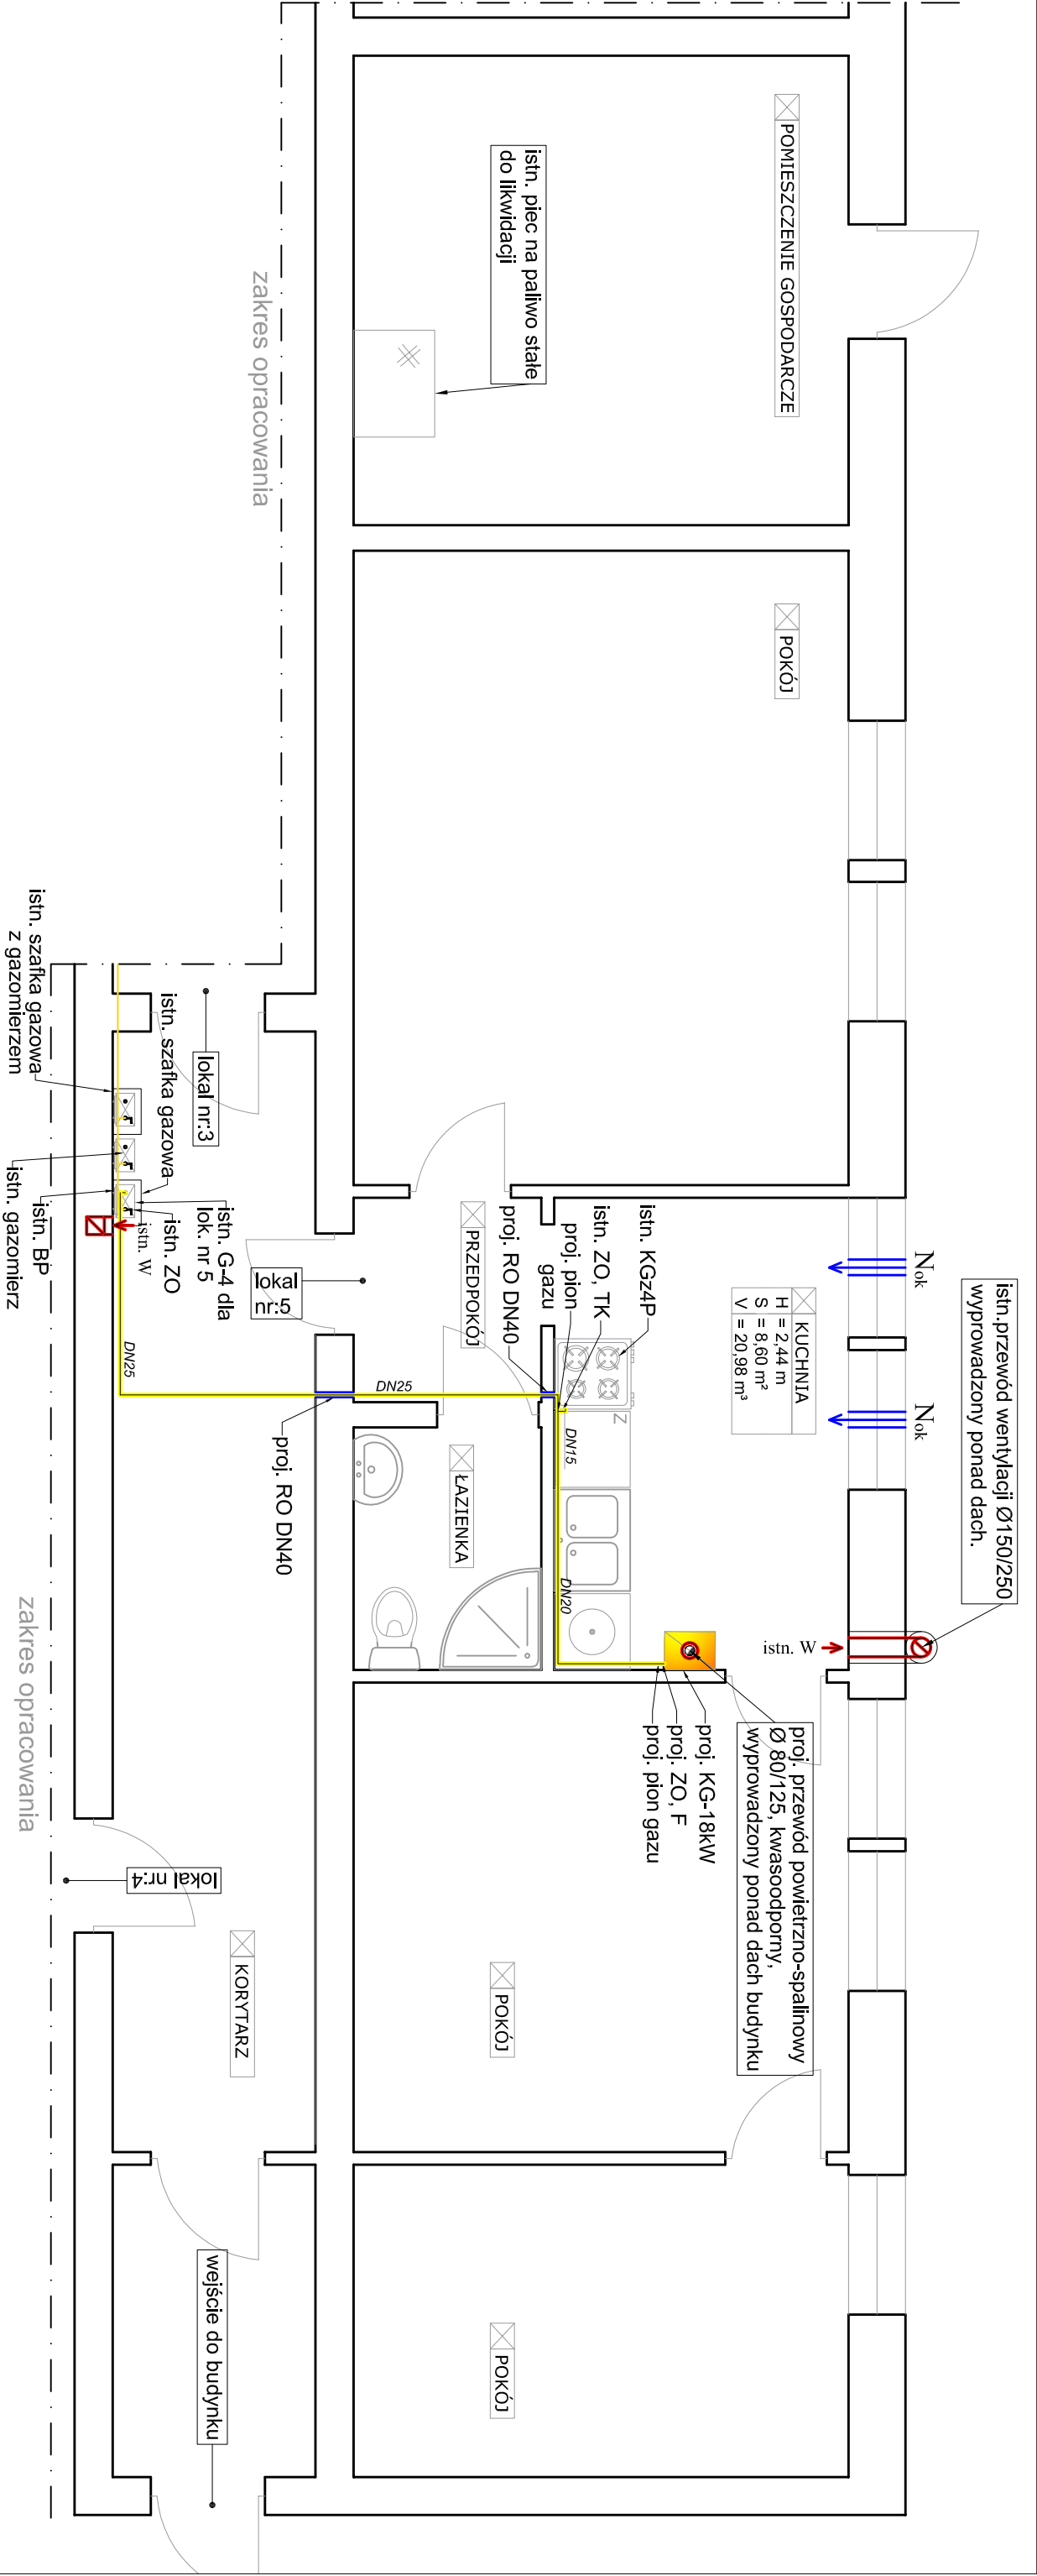 istn.przewód wentylacji Ø150/250
wyprowadzony ponad dach.
Nok
Nok
istn. W
POMIESZCZENIE GOSPODARCZE
istn. piec na paliwo stałe
do likwidacji
POKÓJ
KUCHNIA
H = 2,44 m
S = 8,60 m²
V = 20,98 m³
istn. KGz4P
istn. ZO, TK
proj. pion
gazu
proj. RO DN40
Z
DN15
DN20
proj. przewód powietrzno-spalinowy
Ø 80/125, kwasoodporny,
wyprowadzony ponad dach budynku
proj. KG-18kW
proj. ZO, F
proj. pion gazu
PRZEDPOKÓJ
ŁAZIENKA
POKÓJ
POKÓJ
DN25
lokal
nr:5
proj. RO DN40
zakres opracowania
lokal nr:3
istn. szafka gazowa
istn. G-4 dla
lok. nr 5
istn. ZO
istn. W
DN25
lokal nr:4
KORYTARZ
wejście do budynku
istn. szafka gazowa
z gazomierzem
istn. BP
istn. gazomierz
zakres opracowania